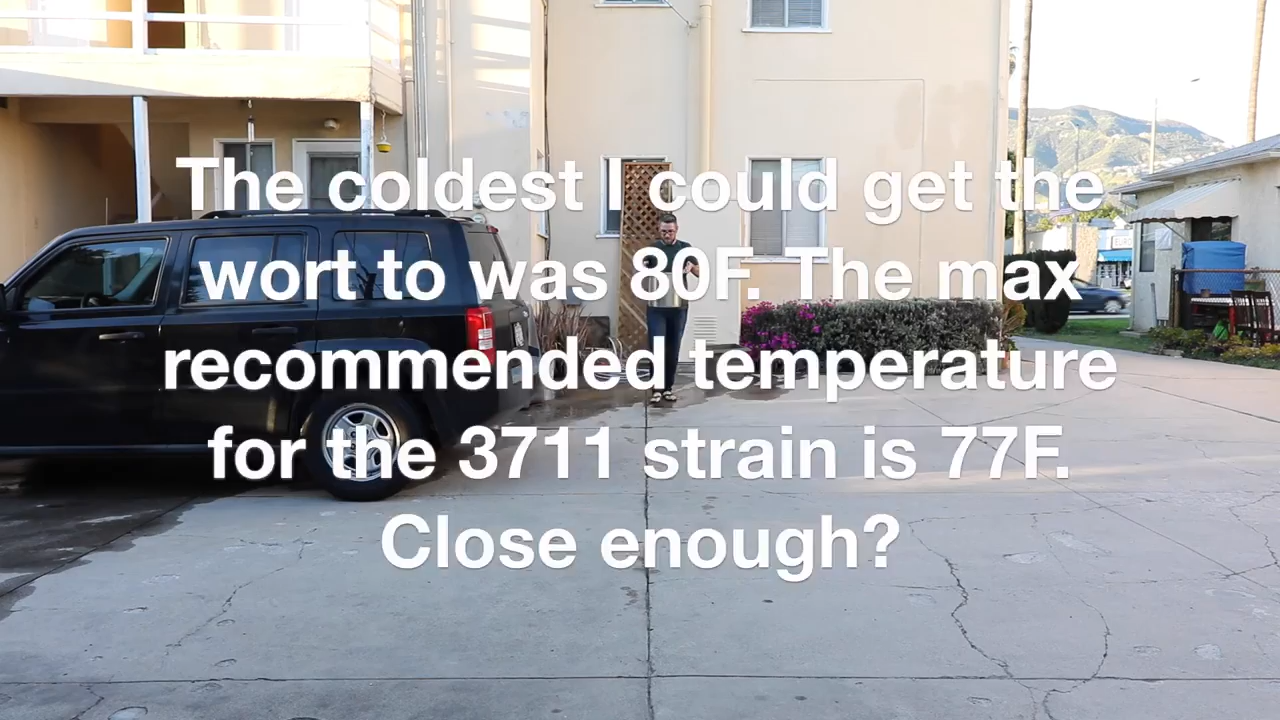 The coldest I could get the
wort to was 80F. The max
recommended temperature
for the 3711 strain is 77F.
Close enough?